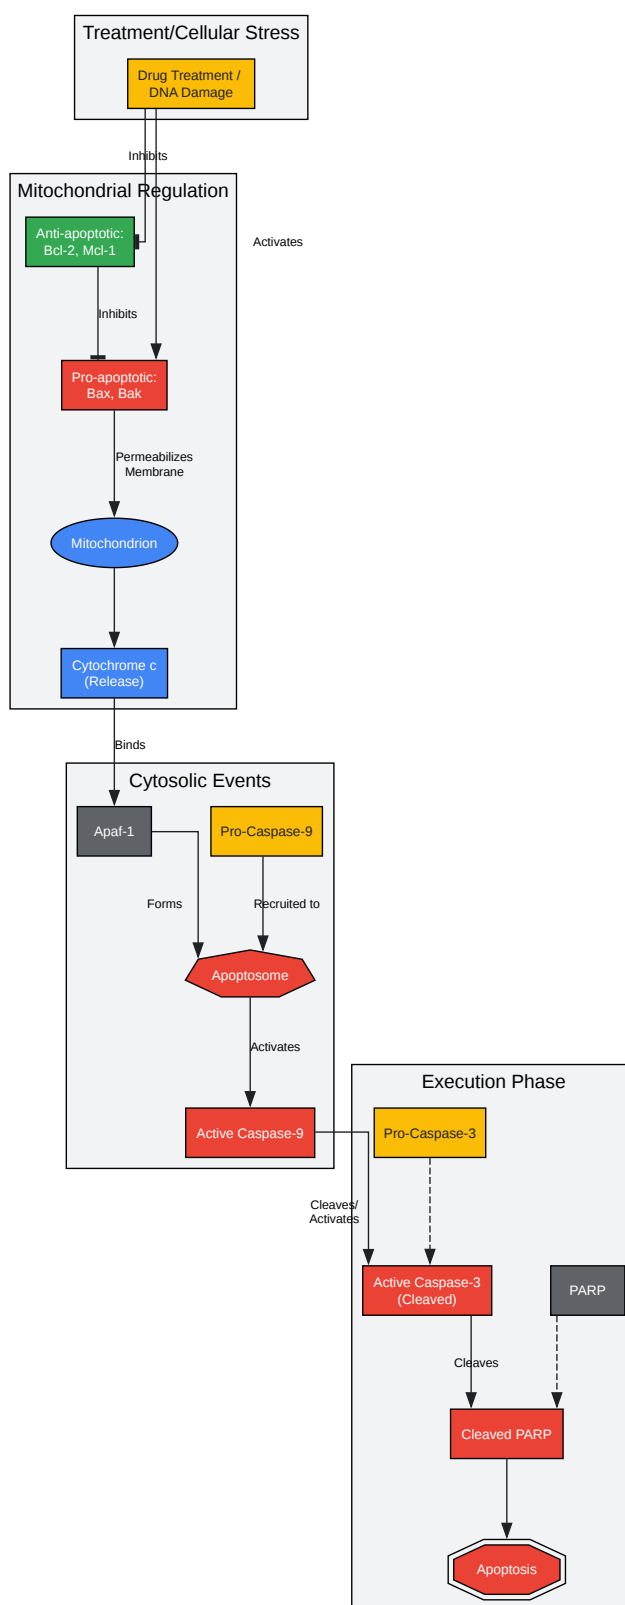 Treatment/Cellular Stress
Drug Treatment /
DNA Damage
Inhibits
Mitochondrial Regulation
Anti-apoptotic:
Bcl-2, Mcl-1
Activates
Inhibits
Pro-apoptotic:
Bax, Bak
Permeabilizes
Membrane
Mitochondrion
Cytochrome c
(Release)
Binds
Cytosolic Events
Apaf-1
Pro-Caspase-9
Forms
Recruited to
Apoptosome
Activates
Execution Phase
Active Caspase-9
Pro-Caspase-3
Cleaves/
Activates
Active Caspase-3
(Cleaved)
PARP
Cleaves
Cleaved PARP
Apoptosis